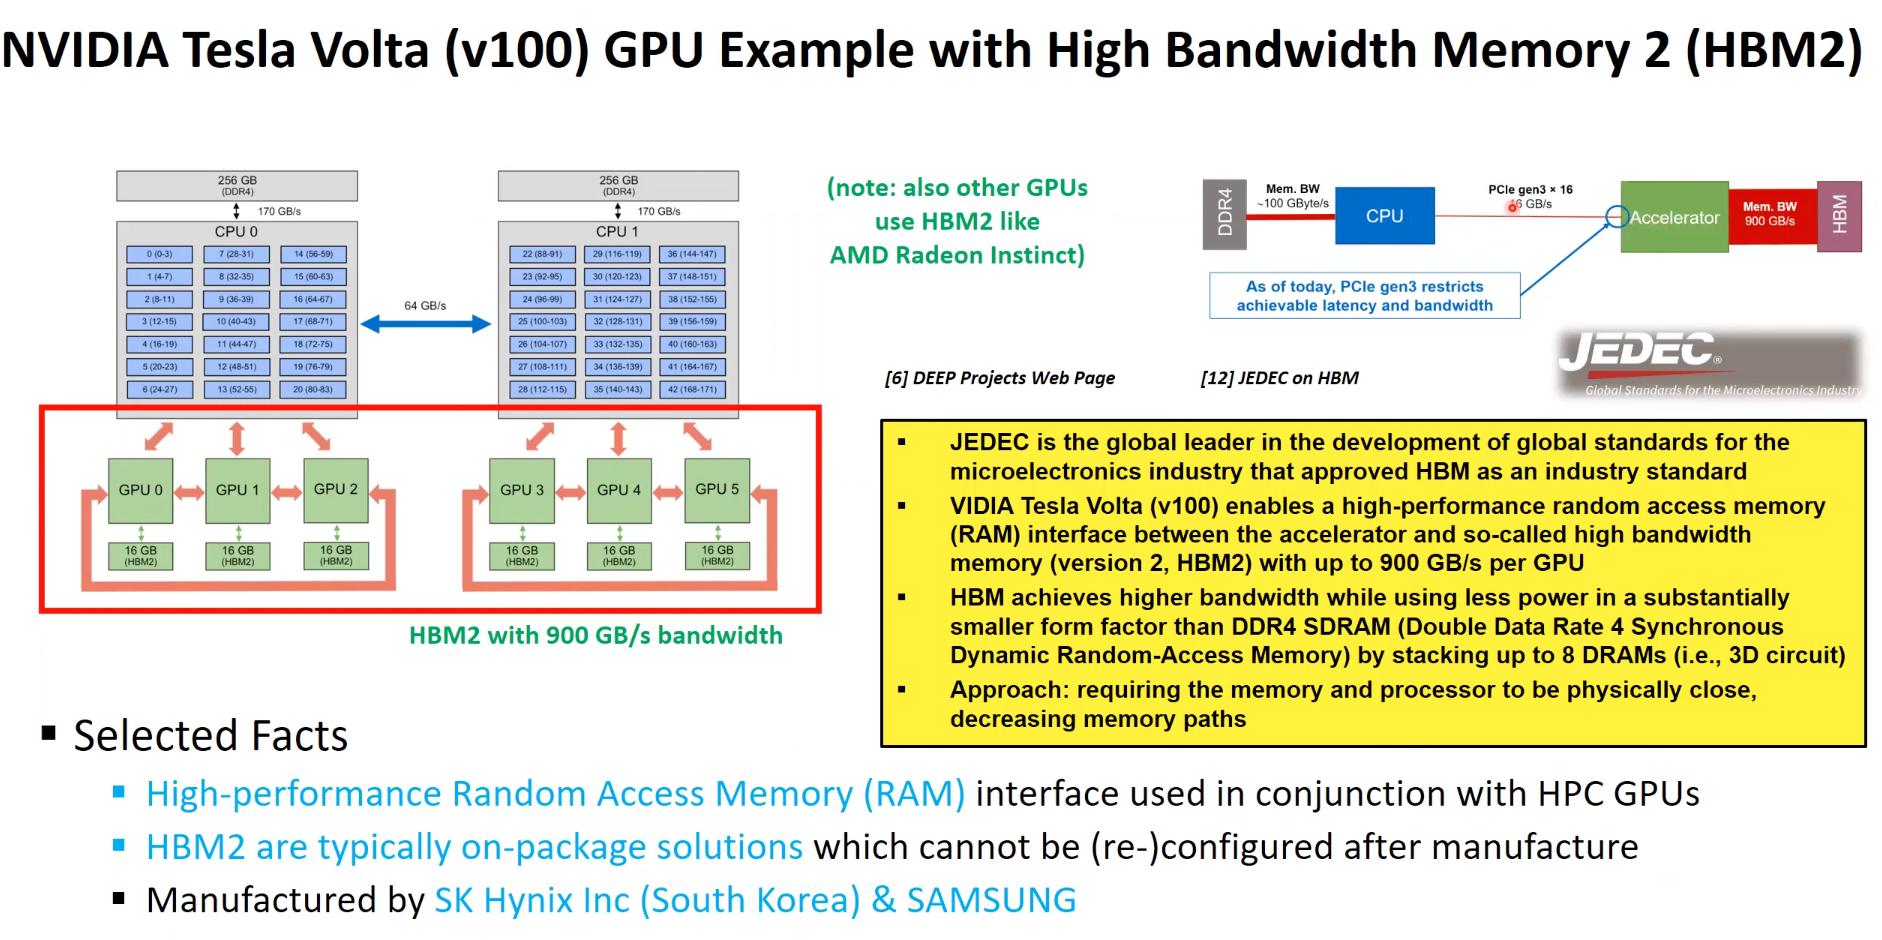 NVIDIA Tesla Volta (v100) GPU Example with High Bandwidth Memory 2 (HBM2)
256 GB
(DDR4)
170 GB/s
CPU 0
0 (0-3) 7 (28-31) 14 (56-59)
1 (4-7) 8 (32-35) 15 (60-63)
2 (8-11) 9 (36-39) 16 (64-67)
3 (12-15) 10 (40-43) 17 (68-71)
4 (16-19) 11 (44-47) 18 (72-75)
5 (20-23) 12 (48-51) 19 (76-79)
6 (24-27) 13 (52-55) 20 (80-83)
64 GB/s
256 GB
(DDR4)
170 GB/s
CPU 1
22 (88-91) 29 (116-119) 36 (144-147)
23 (92-95) 30 (120-123) 37 (148-151)
24 (96-99) 31 (124-127) 38 (152-155)
25 (100-103) 32 (128-131) 39 (156-159)
26 (104-107) 33 (132-135) 40 (160-163)
27 (108-111) 34 (136-139) 41 (164-167)
28 (112-115) 35 (140-143) 42 (168-171)
GPU 0 GPU 1 GPU 2
16 GB 16 GB 16 GB
(HBM2) (HBM2) (HBM2)
GPU 3 GPU 4 GPU 5
16 GB 16 GB 16 GB
(HBM2) (HBM2) (HBM2)
HBM2 with 900 GB/s bandwidth
(note: also other GPUs
use HBM2 like
AMD Radeon Instinct)
DDR4
Mem. BW
~100 GByte/s
CPU
PCIe gen3 × 16
GB/s
Accelerator
Mem. BW
900 GB/s
HBM
As of today, PCIe gen3 restricts
achievable latency and bandwidth
JEDEC®
Global Standards for the Microelectronics Industry
[6] DEEP Projects Web Page
[12] JEDEC on HBM
▪ JEDEC is the global leader in the development of global standards for the
microelectronics industry that approved HBM as an industry standard
▪ VIDIA Tesla Volta (v100) enables a high-performance random access memory
(RAM) interface between the accelerator and so-called high bandwidth
memory (version 2, HBM2) with up to 900 GB/s per GPU
▪ HBM achieves higher bandwidth while using less power in a substantially
smaller form factor than DDR4 SDRAM (Double Data Rate 4 Synchronous
Dynamic Random-Access Memory) by stacking up to 8 DRAMs (i.e., 3D circuit)
▪ Approach: requiring the memory and processor to be physically close,
decreasing memory paths
▪ Selected Facts
▪ High-performance Random Access Memory (RAM) interface used in conjunction with HPC GPUs
▪ HBM2 are typically on-package solutions which cannot be (re-)configured after manufacture
▪ Manufactured by SK Hynix Inc (South Korea) & SAMSUNG